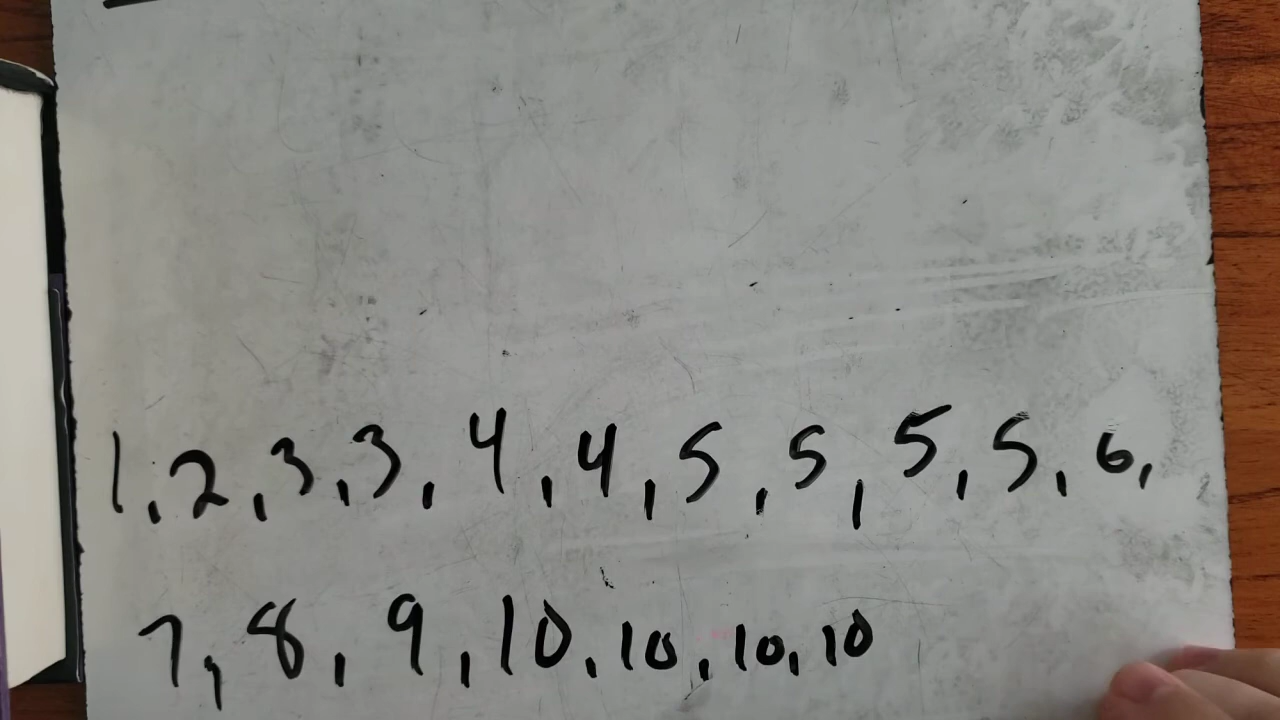 1, 2, 3, 3, 4, 4, 5, 5, 5, 5, 6,
7, 8, 9, 10, 10, 10, 10